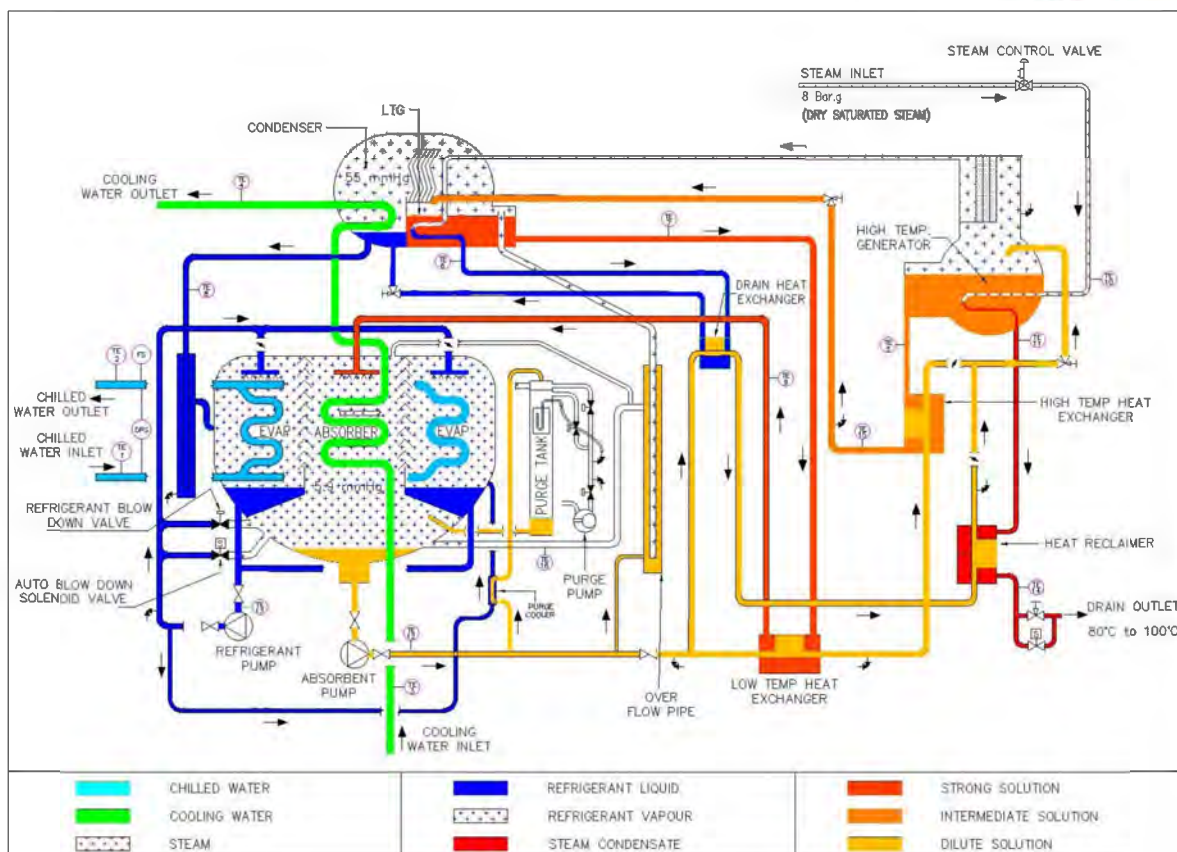 STEAM CONTROL VALVE
STEAM INLET
8 Bar.g
(DRY SATURATED STEAM)
LTG
CONDENSER
55 mmHg
COOLING
WATER OUTLET
HIGH TEMP.
GENERATOR
DRAIN HEAT
EXCHANGER
CHILLED
WATER OUTLET
CHILLED
WATER INLET
EVAP
ABSORBER
EVAP
PURGE TANK
HIGH TEMP HEAT
EXCHANGER
REFRIGERANT BLOW
DOWN VALVE
HEAT RECLAIMER
AUTO BLOW DOWN
SOLENOID VALVE
PURGE
PUMP
PURGE
COOLER
DRAIN OUTLET
80°C to 100°C
REFRIGERANT
PUMP
ABSORBENT
PUMP
LOW TEMP HEAT
EXCHANGER
OVER
FLOW PIPE
COOLING
WATER INLET
CHILLED WATER
REFRIGERANT LIQUID
STRONG SOLUTION
COOLING WATER
REFRIGERANT VAPOUR
INTERMEDIATE SOLUTION
STEAM
STEAM CONDENSATE
DILUTE SOLUTION